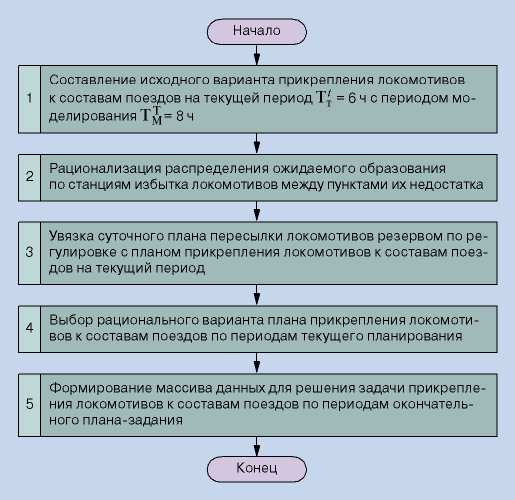 Начало
1
Составление исходного варианта прикрепления локомотивов
к составам поездов на текущей период T^t_т = 6 ч с периодом мо-
делирования T^T_M = 8 ч
2
Рационализация распределения ожидаемого образования
по станциям избытка локомотивов между пунктами их недостатка
3
Увязка суточного плана пересылки локомотивов резервом по ре-
гулировке с планом прикрепления локомотивов к составам поез-
дов на текущий период
4
Выбор рационального варианта плана прикрепления локомоти-
вов к составам поездов по периодам текущего планирования
5
Формирование массива данных для решения задачи прикрепле-
ния локомотивов к составам поездов по периодам окончатель-
ного плана-задания
Конец